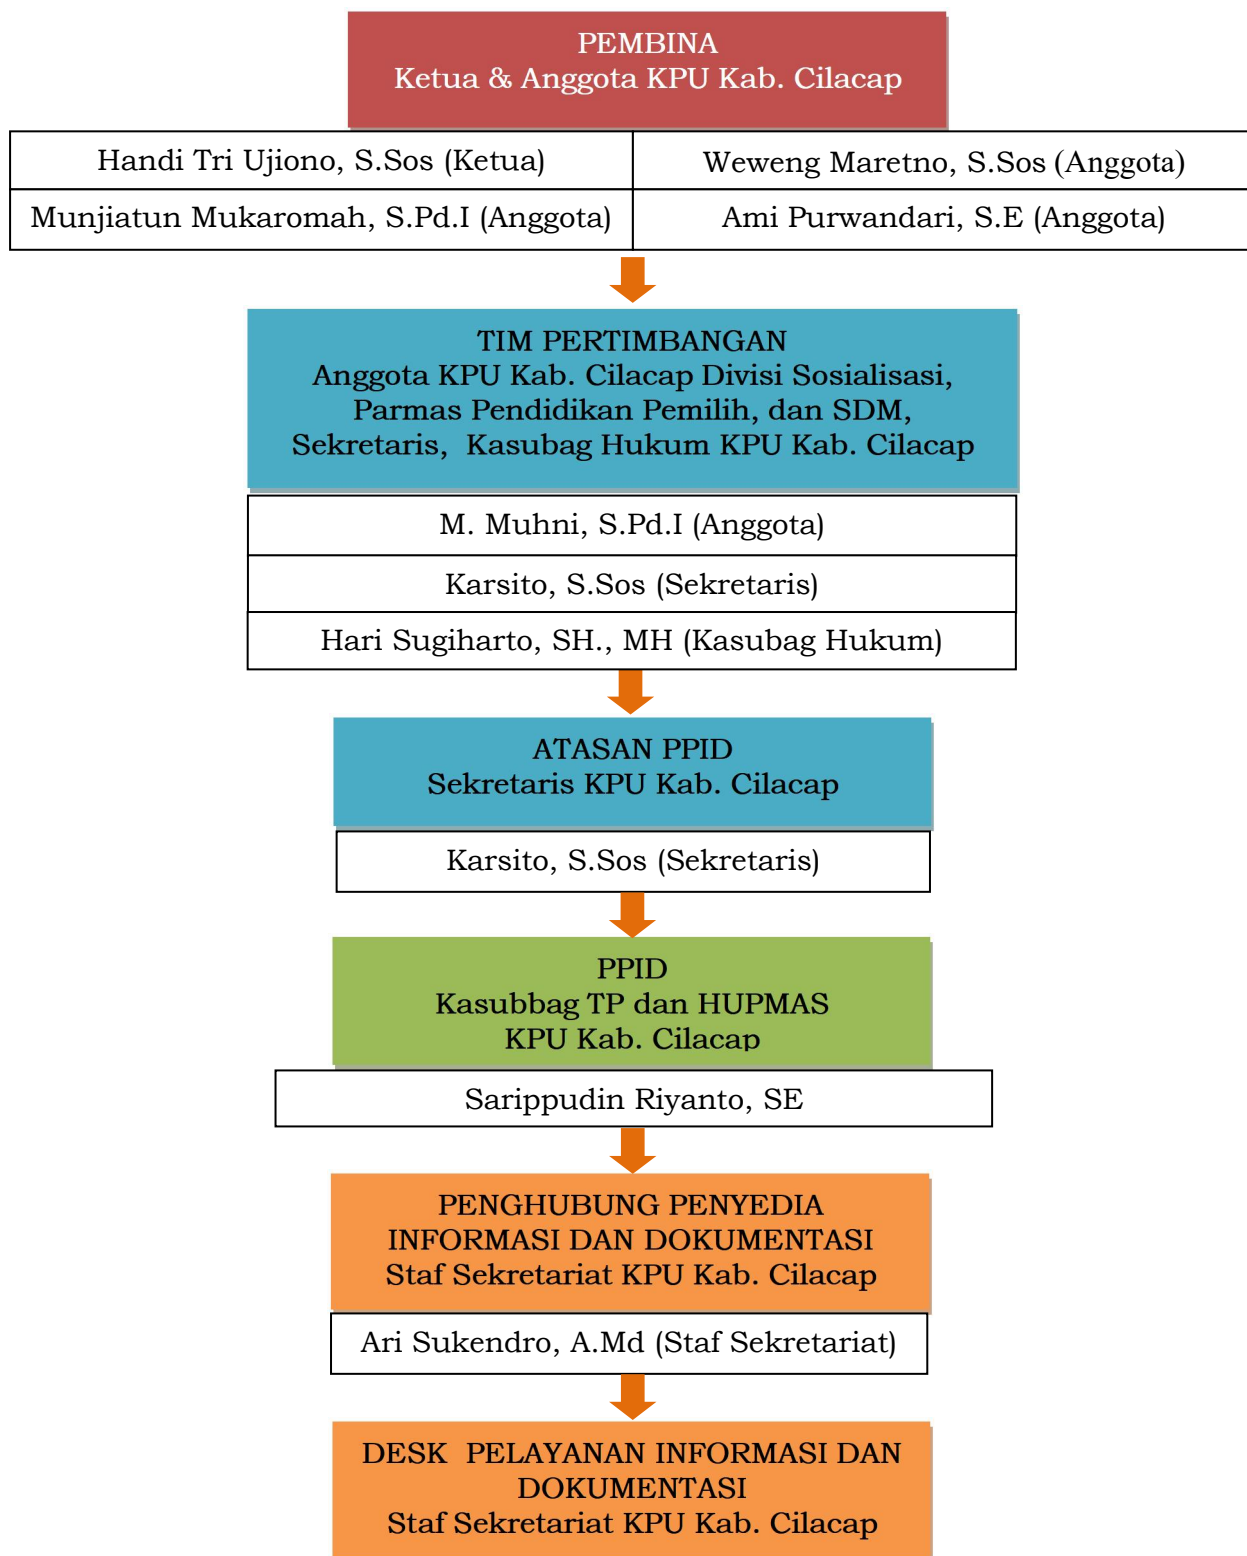 PEMBINA
Ketua & Anggota KPU Kab. Cilacap
Handi Tri Ujiono, S.Sos (Ketua)
Weweng Maretno, S.Sos (Anggota)
Munjiatun Mukaromah, S.Pd.I (Anggota)
Ami Purwandari, S.E (Anggota)
TIM PERTIMBANGAN
Anggota KPU Kab. Cilacap Divisi Sosialisasi,
Parmas Pendidikan Pemilih, dan SDM,
Sekretaris, Kasubag Hukum KPU Kab. Cilacap
M. Muhni, S.Pd.I (Anggota)
Karsito, S.Sos (Sekretaris)
Hari Sugiharto, SH., MH (Kasubag Hukum)
ATASAN PPID
Sekretaris KPU Kab. Cilacap
Karsito, S.Sos (Sekretaris)
PPID
Kasubbag TP dan HUPMAS
KPU Kab. Cilacap
Sarippudin Riyanto, SE
PENGHUBUNG PENYEDIA
INFORMASI DAN DOKUMENTASI
Staf Sekretariat KPU Kab. Cilacap
Ari Sukendro, A.Md (Staf Sekretariat)
DESK PELAYANAN INFORMASI DAN
DOKUMENTASI
Staf Sekretariat KPU Kab. Cilacap